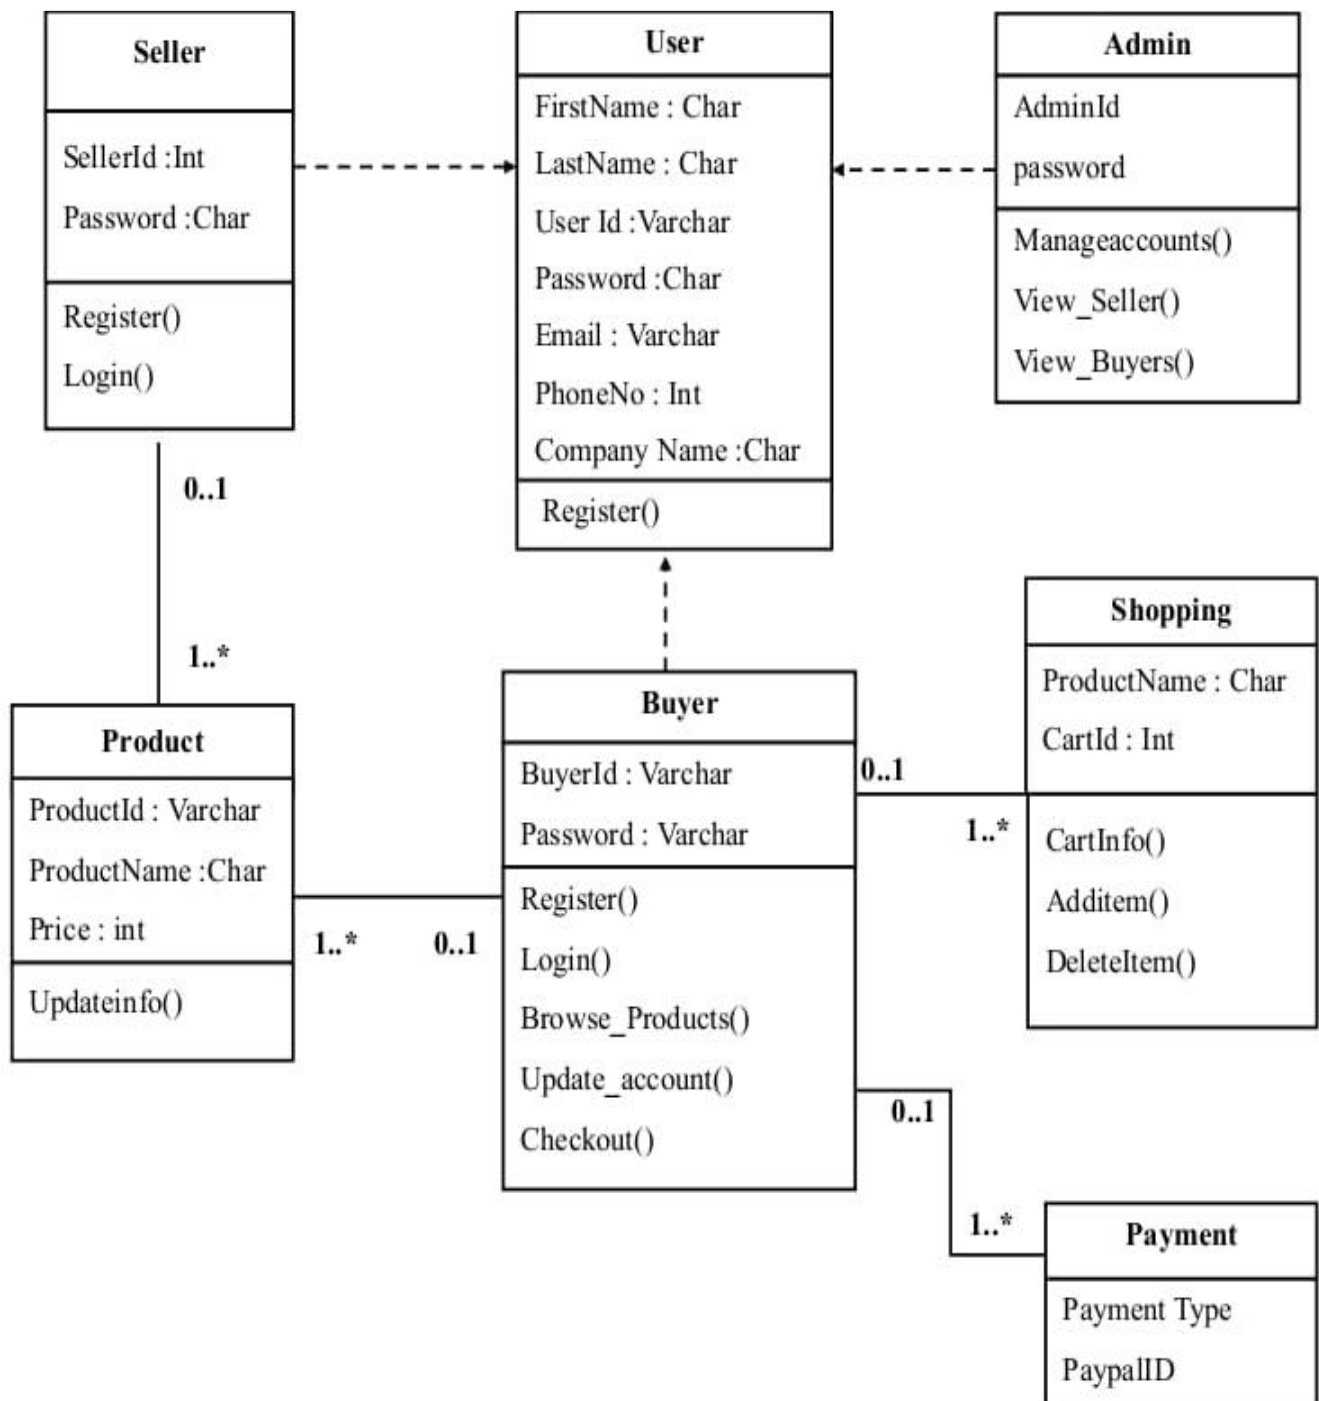 Seller
SellerId :Int
Password :Char
Register()
Login()
User
FirstName : Char
LastName : Char
User Id :Varchar
Password :Char
Email : Varchar
PhoneNo : Int
Company Name :Char
Register()
Admin
AdminId
password
Manageaccounts()
View_Seller()
View_Buyers()
0..1
1..*
Product
ProductId : Varchar
ProductName :Char
Price : int
Updateinfo()
1..*
0..1
Buyer
BuyerId : Varchar
Password : Varchar
Register()
Login()
Browse_Products()
Update_account()
Checkout()
0..1
1..*
Shopping
ProductName : Char
CartId : Int
CartInfo()
Additem()
DeleteItem()
0..1
1..*
Payment
Payment Type
PaypalID